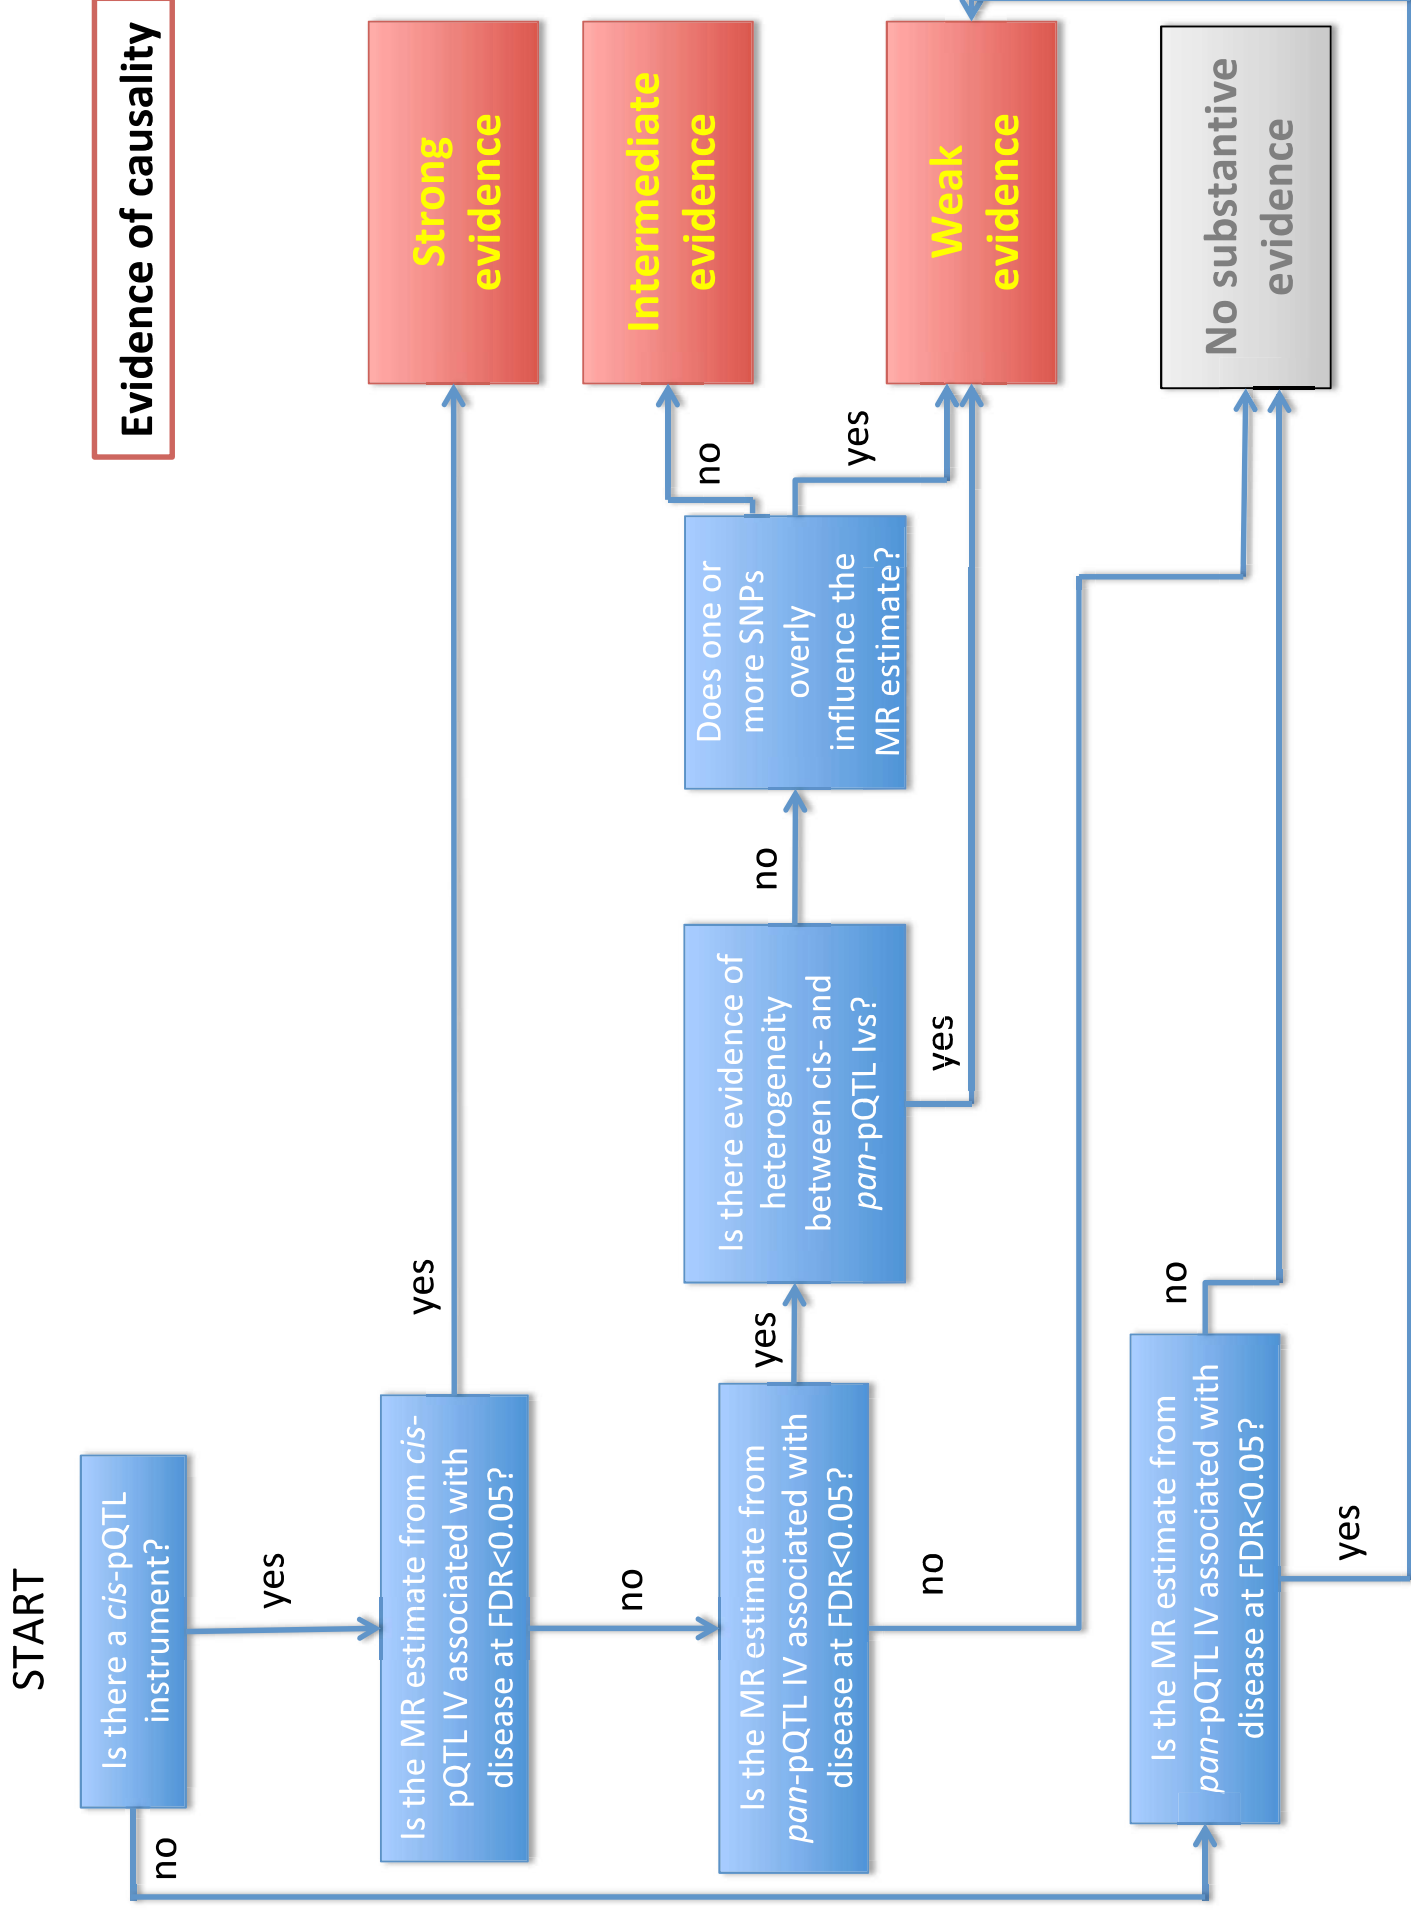 START
Evidence of causality
Is there a cis-pQTL
instrument?
no
yes
Is the MR estimate from cis-
pQTL IV associated with
disease at FDR<0.05?
yes
Strong
evidence
no
Is the MR estimate from
pan-pQTL IV associated with
disease at FDR<0.05?
yes
Is there evidence of
heterogeneity
between cis- and
pan-pQTL Ivs?
no
Does one or
more SNPs
overly
influence the
MR estimate?
no
Intermediate
evidence
yes
yes
Weak
evidence
no
Is the MR estimate from
pan-pQTL IV associated with
disease at FDR<0.05?
no
No substantive
evidence
yes